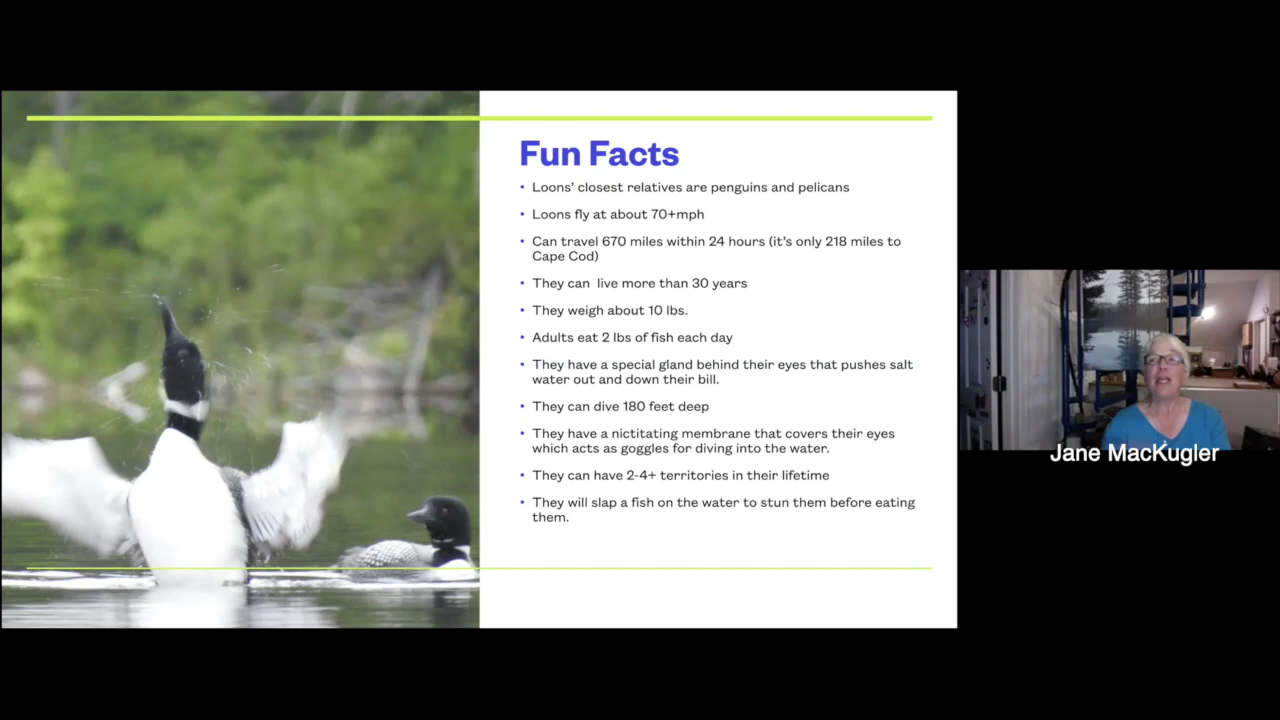 Fun Facts
• Loons' closest relatives are penguins and pelicans
• Loons fly at about 70+mph
• Can travel 670 miles within 24 hours (it's only 218 miles to
Cape Cod)
• They can  live more than 30 years
• They weigh about 10 lbs.
• Adults eat 2 lbs of fish each day
• They have a special gland behind their eyes that pushes salt
water out and down their bill.
• They can dive 180 feet deep
• They have a nictitating membrane that covers their eyes
which acts as goggles for diving into the water.
• They can have 2-4+ territories in their lifetime
• They will slap a fish on the water to stun them before eating
them.
Jane MacKugler